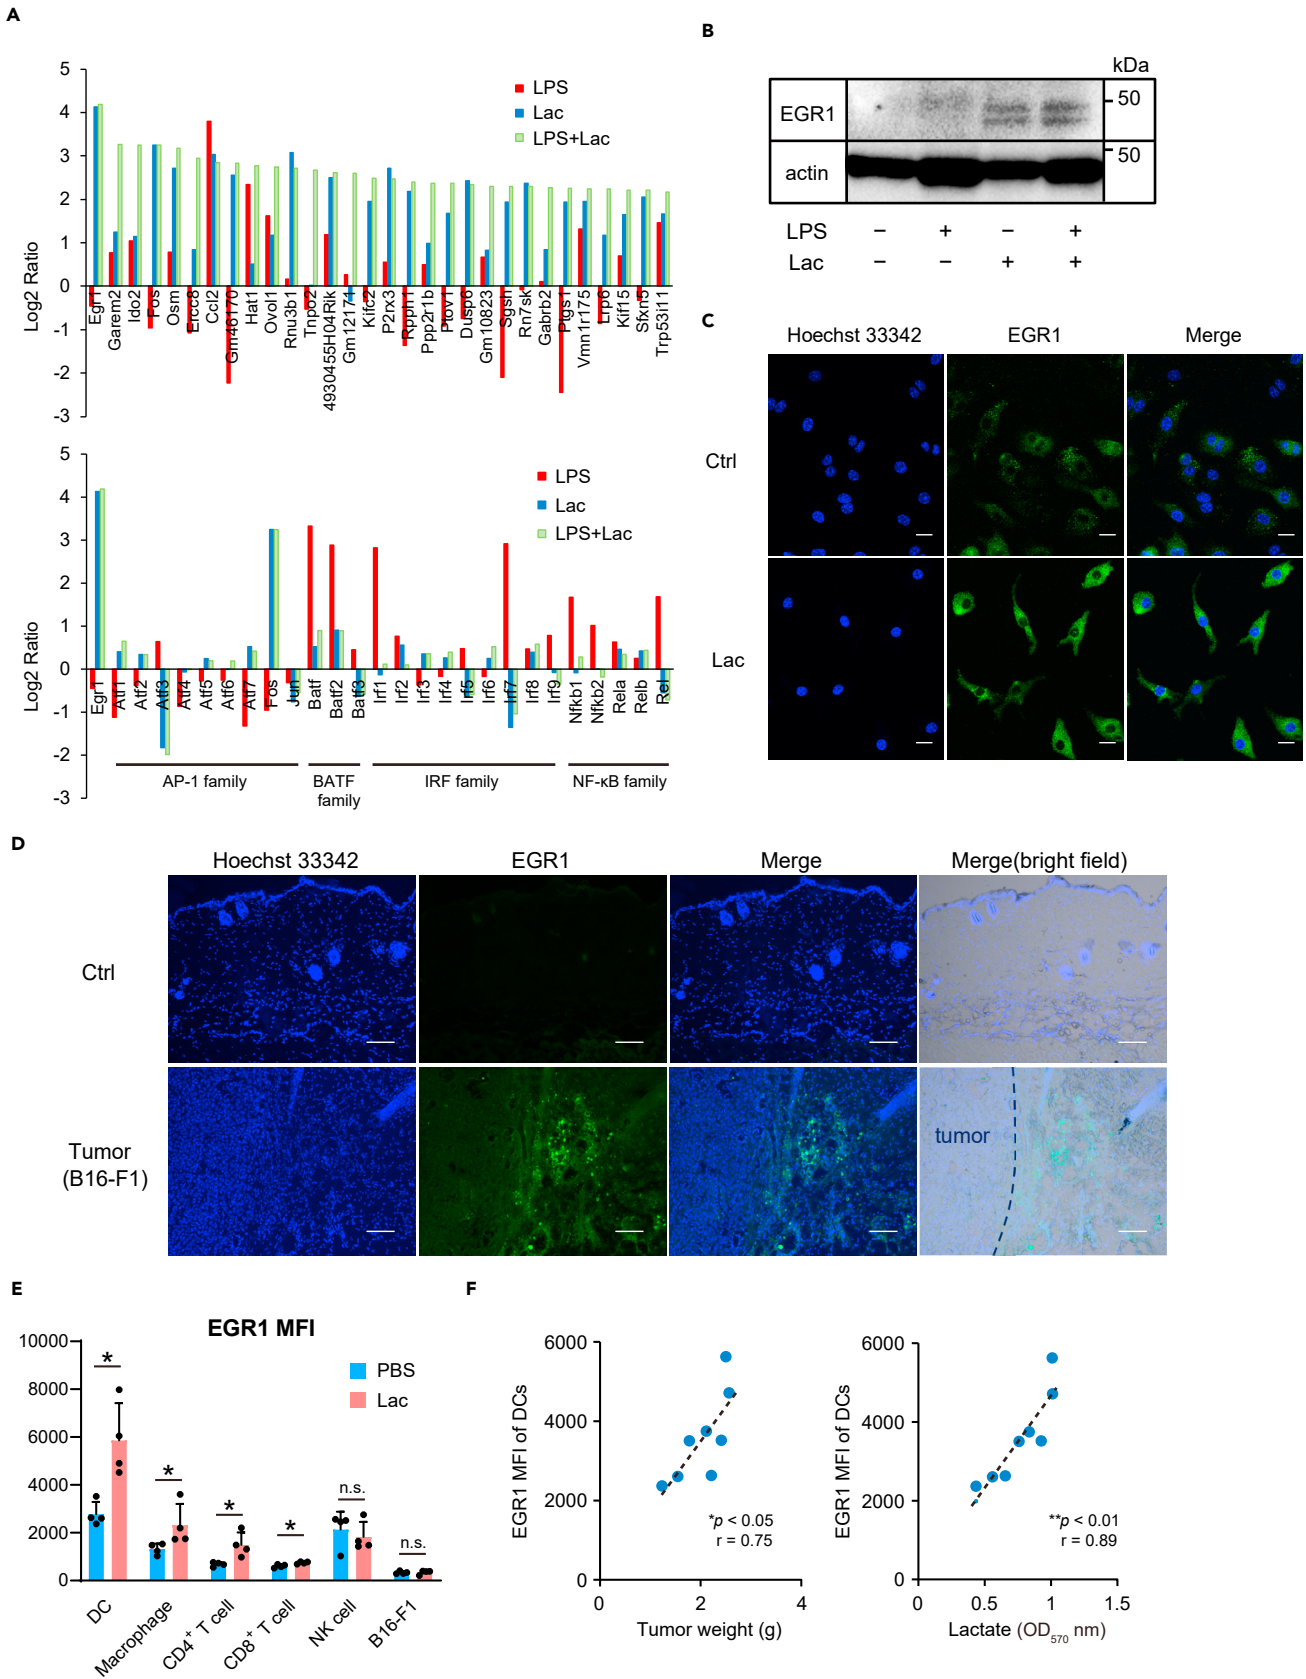 A
5
4
3
2
1
0
-1
-2
-3
Log2 Ratio
LPS
Lac
LPS+Lac
Egr1
Garem2
Ido2
Fos
Osm
Ercc8
Ccl2
Gm46170
Hat1
Ovol1
Rnu3b1
Tnpo2
4930455H04Rik
Gm12171
Kifc2
P2rx3
Rpph1
Ppp2r1b
Ptov1
Dusp6
Gm10823
Sgsh
Rn7sk
Gabrb2
Ptgs1
Vmn1r175
Lrp6
Kif15
Sfxn5
Trp53i11
5
4
3
2
1
0
-1
-2
-3
Log2 Ratio
LPS
Lac
LPS+Lac
Egr1
Atf1
Atf2
Atf3
Atf4
Atf5
Atf6
Atf7
Fos
Jun
Batf
Batf2
Batf3
Irf1
Irf2
Irf3
Irf4
Irf5
Irf6
Irf7
Irf8
Irf9
Nfkb1
Nfkb2
Rela
Relb
Rel
AP-1 family
BATF
family
IRF family
NF-κB family
B
kDa
EGR1
50
actin
50
LPS − + − +
Lac − − + +
C
Hoechst 33342 EGR1 Merge
Ctrl
Lac
D
Hoechst 33342 EGR1 Merge Merge(bright field)
Ctrl
Tumor
(B16-F1)
tumor
E
EGR1 MFI
10000
8000
6000
4000
2000
0
PBS
Lac
* * * * n.s. n.s.
DC
Macrophage
CD4+ T cell
CD8+ T cell
NK cell
B16-F1
F
EGR1 MFI of DCs
6000
4000
2000
0
*p < 0.05
r = 0.75
0 2 4
Tumor weight (g)
EGR1 MFI of DCs
6000
4000
2000
0
**p < 0.01
r = 0.89
0 0.5 1 1.5
Lactate (OD570 nm)